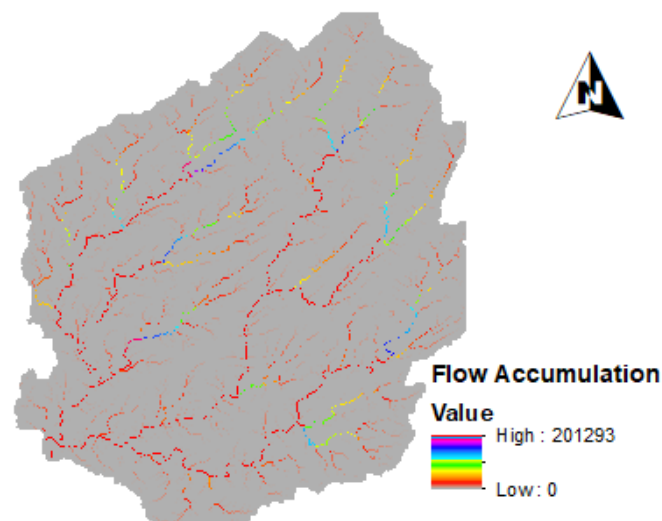 N
Flow Accumulation
Value
High : 201293
Low : 0